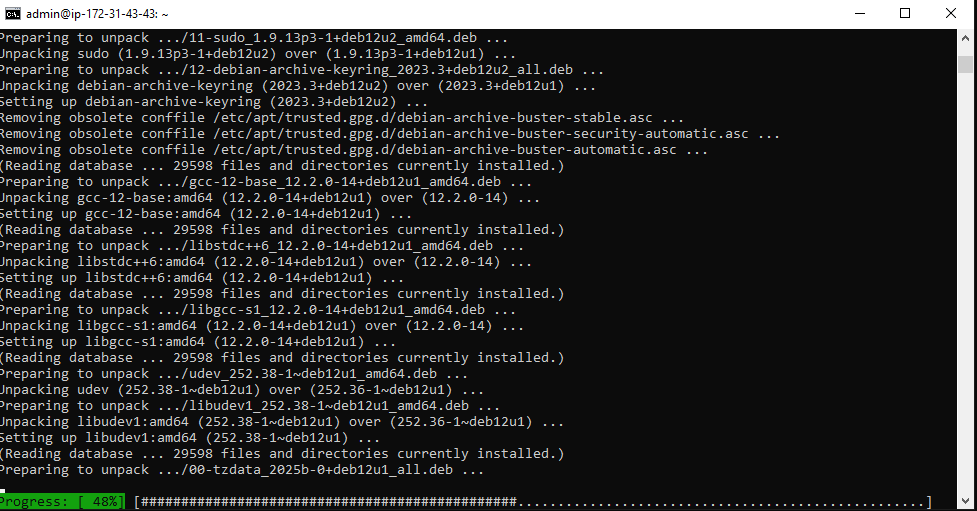 admin@ip-172-31-43-43: ~
Preparing to unpack .../11-sudo_1.9.13p3-1+deb12u2_amd64.deb ...
Unpacking sudo (1.9.13p3-1+deb12u2) over (1.9.13p3-1+deb12u1) ...
Preparing to unpack .../12-debian-archive-keyring_2023.3+deb12u2_all.deb ...
Unpacking debian-archive-keyring (2023.3+deb12u2) over (2023.3+deb12u1) ...
Setting up debian-archive-keyring (2023.3+deb12u2) ...
Removing obsolete conffile /etc/apt/trusted.gpg.d/debian-archive-buster-stable.asc ...
Removing obsolete conffile /etc/apt/trusted.gpg.d/debian-archive-buster-security-automatic.asc ...
Removing obsolete conffile /etc/apt/trusted.gpg.d/debian-archive-buster-automatic.asc ...
(Reading database ... 29598 files and directories currently installed.)
Preparing to unpack .../gcc-12-base_12.2.0-14+deb12u1_amd64.deb ...
Unpacking gcc-12-base:amd64 (12.2.0-14+deb12u1) over (12.2.0-14) ...
Setting up gcc-12-base:amd64 (12.2.0-14+deb12u1) ...
(Reading database ... 29598 files and directories currently installed.)
Preparing to unpack .../libstdc++6_12.2.0-14+deb12u1_amd64.deb ...
Unpacking libstdc++6:amd64 (12.2.0-14+deb12u1) over (12.2.0-14) ...
Setting up libstdc++6:amd64 (12.2.0-14+deb12u1) ...
(Reading database ... 29598 files and directories currently installed.)
Preparing to unpack .../libgcc-s1_12.2.0-14+deb12u1_amd64.deb ...
Unpacking libgcc-s1:amd64 (12.2.0-14+deb12u1) over (12.2.0-14) ...
Setting up libgcc-s1:amd64 (12.2.0-14+deb12u1) ...
(Reading database ... 29598 files and directories currently installed.)
Preparing to unpack .../udev_252.38-1~deb12u1_amd64.deb ...
Unpacking udev (252.38-1~deb12u1) over (252.36-1~deb12u1) ...
Preparing to unpack .../libudev1_252.38-1~deb12u1_amd64.deb ...
Unpacking libudev1:amd64 (252.38-1~deb12u1) over (252.36-1~deb12u1) ...
Setting up libudev1:amd64 (252.38-1~deb12u1) ...
(Reading database ... 29598 files and directories currently installed.)
Preparing to unpack .../00-tzdata_2025b-0+deb12u1_all.deb ...
Progress: [ 48%] [###############################################...................................................]